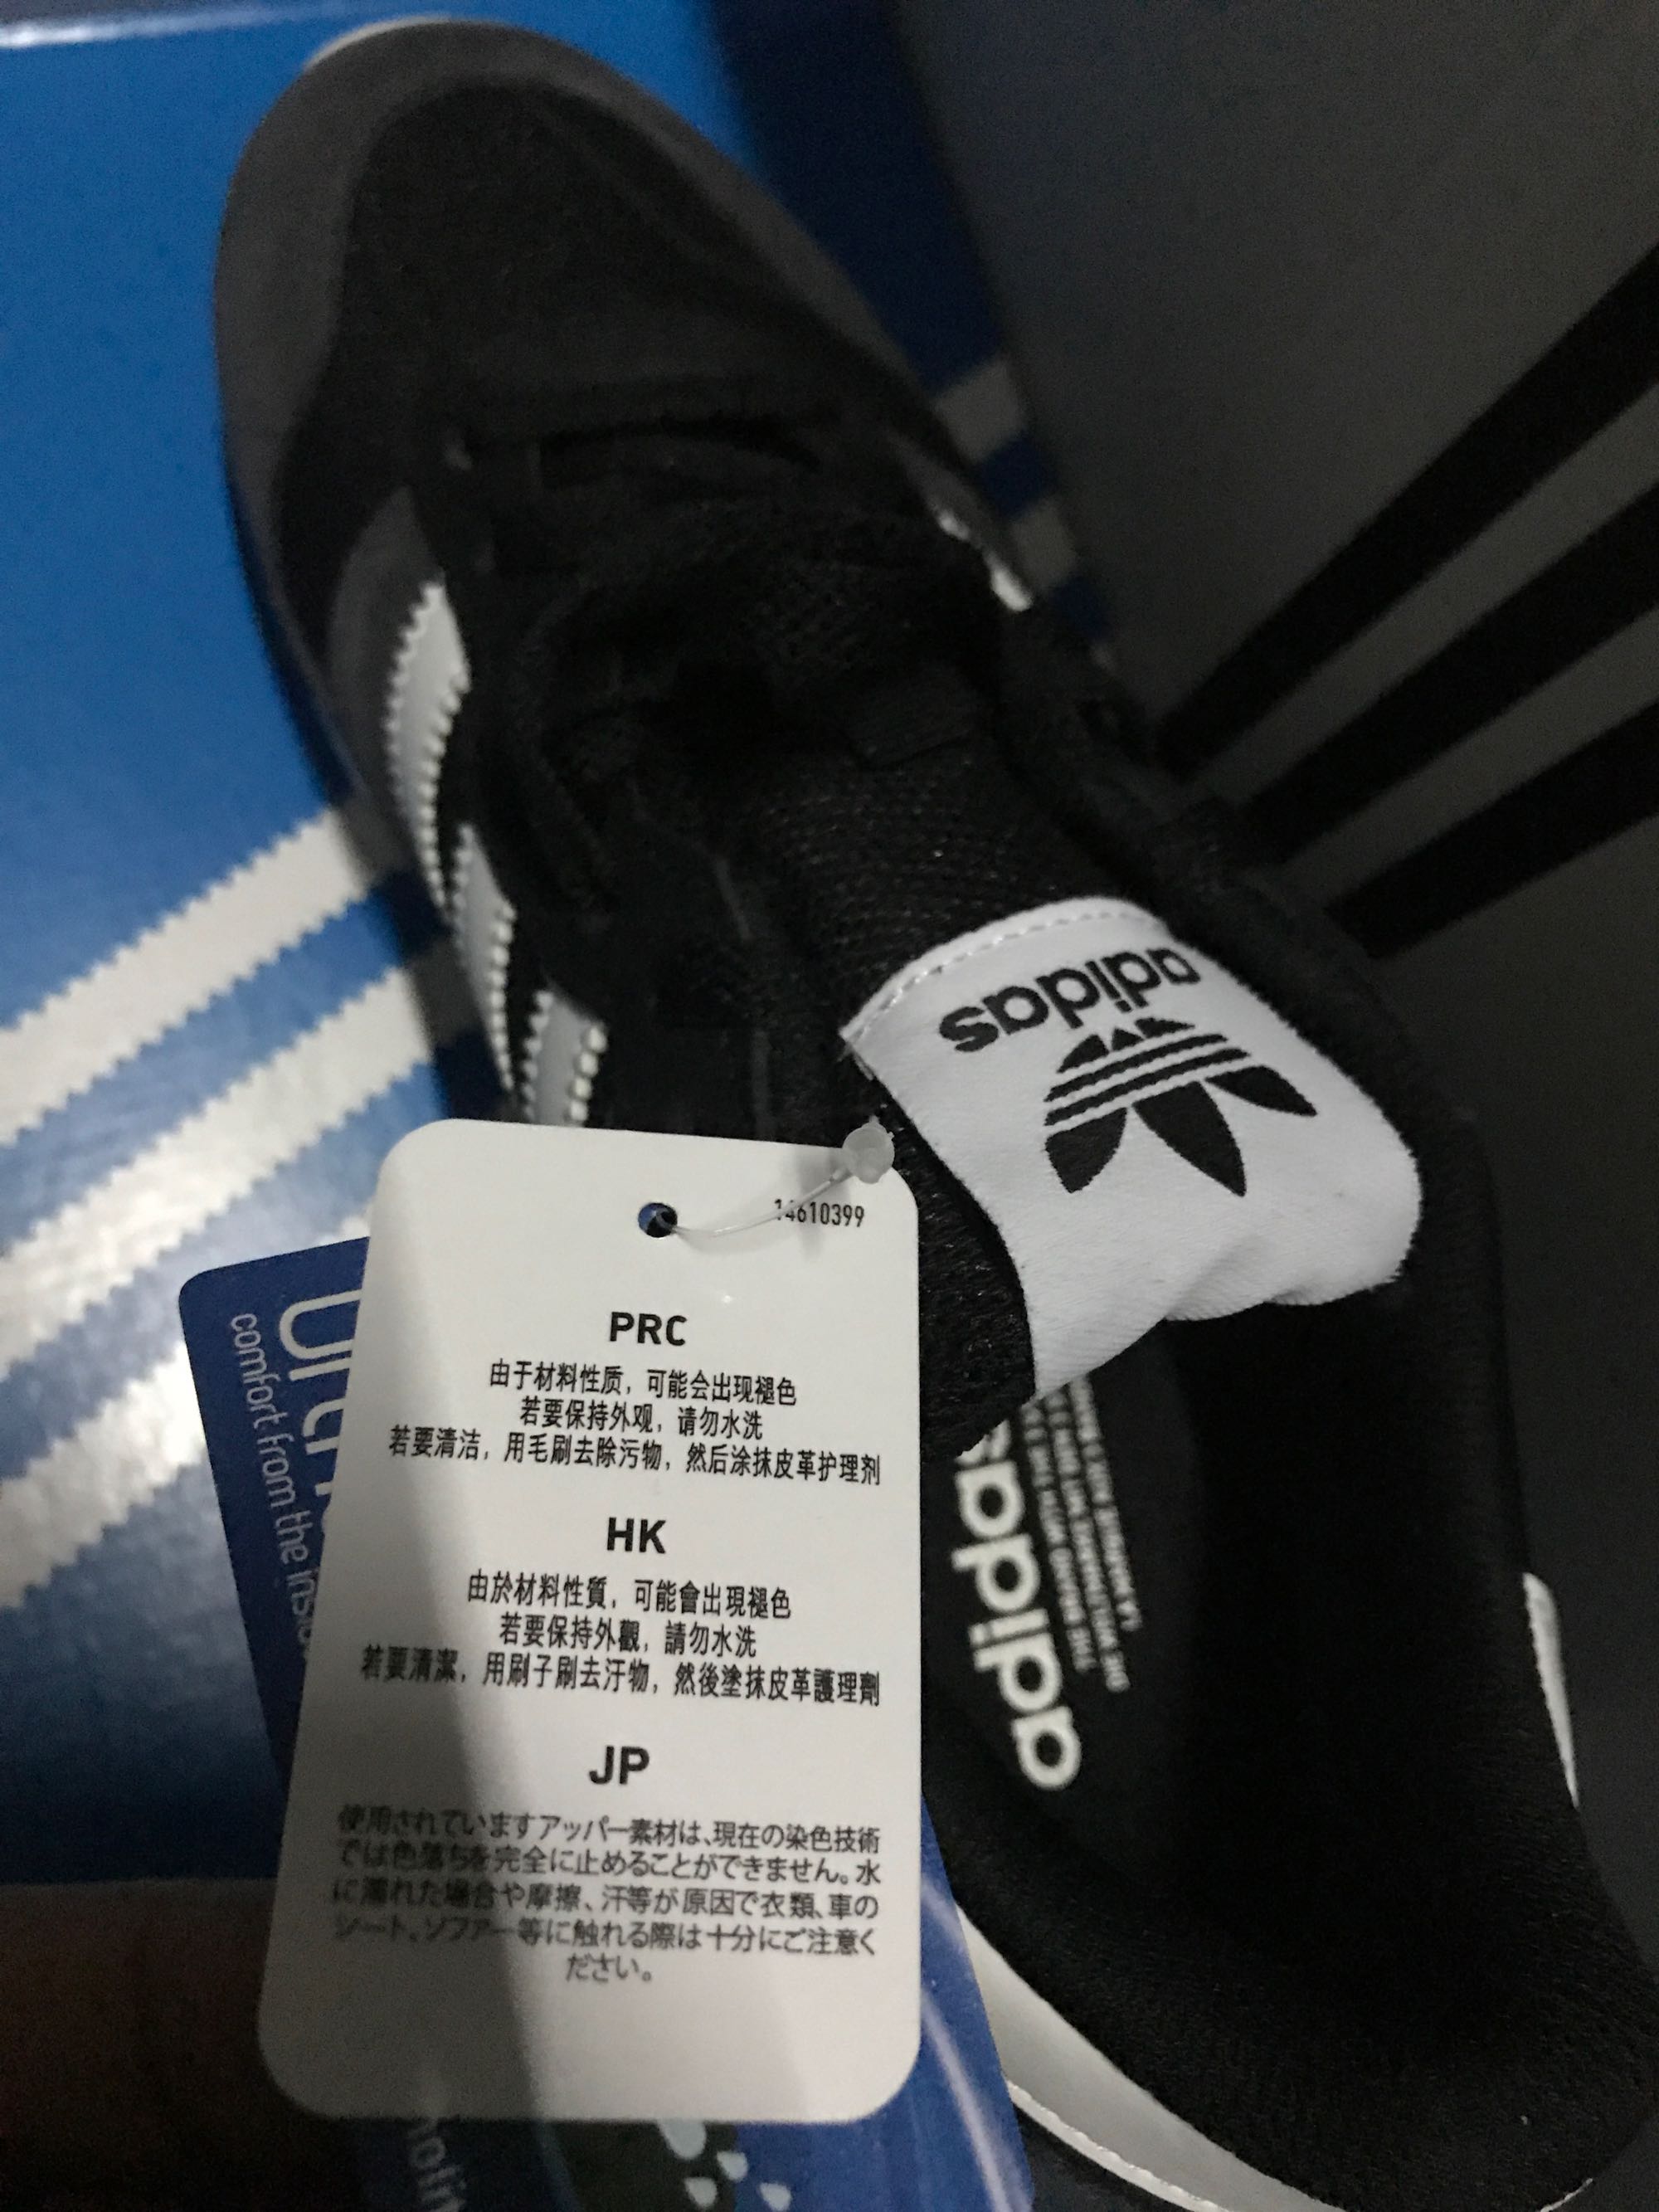 adidas
14610399
PRC
由于材料性质，可能会出现褪色
若要保持外观，请勿水洗
若要清洁，用毛刷去除污物，然后涂抹皮革护理剂
HK
由於材料性質，可能會出現褪色
若要保持外觀，請勿水洗
若要清潔，用刷子刷去汙物，然後塗抹皮革護理劑
JP
使用されていますアッパー素材は、現在の染色技術
では色落ちを完全に止めることができません。水
に濡れた場合や摩擦、汗等が原因で衣類、車の
シート、ソファー等に触れる際は十分にご注意く
ださい。
comfort from the
adidas